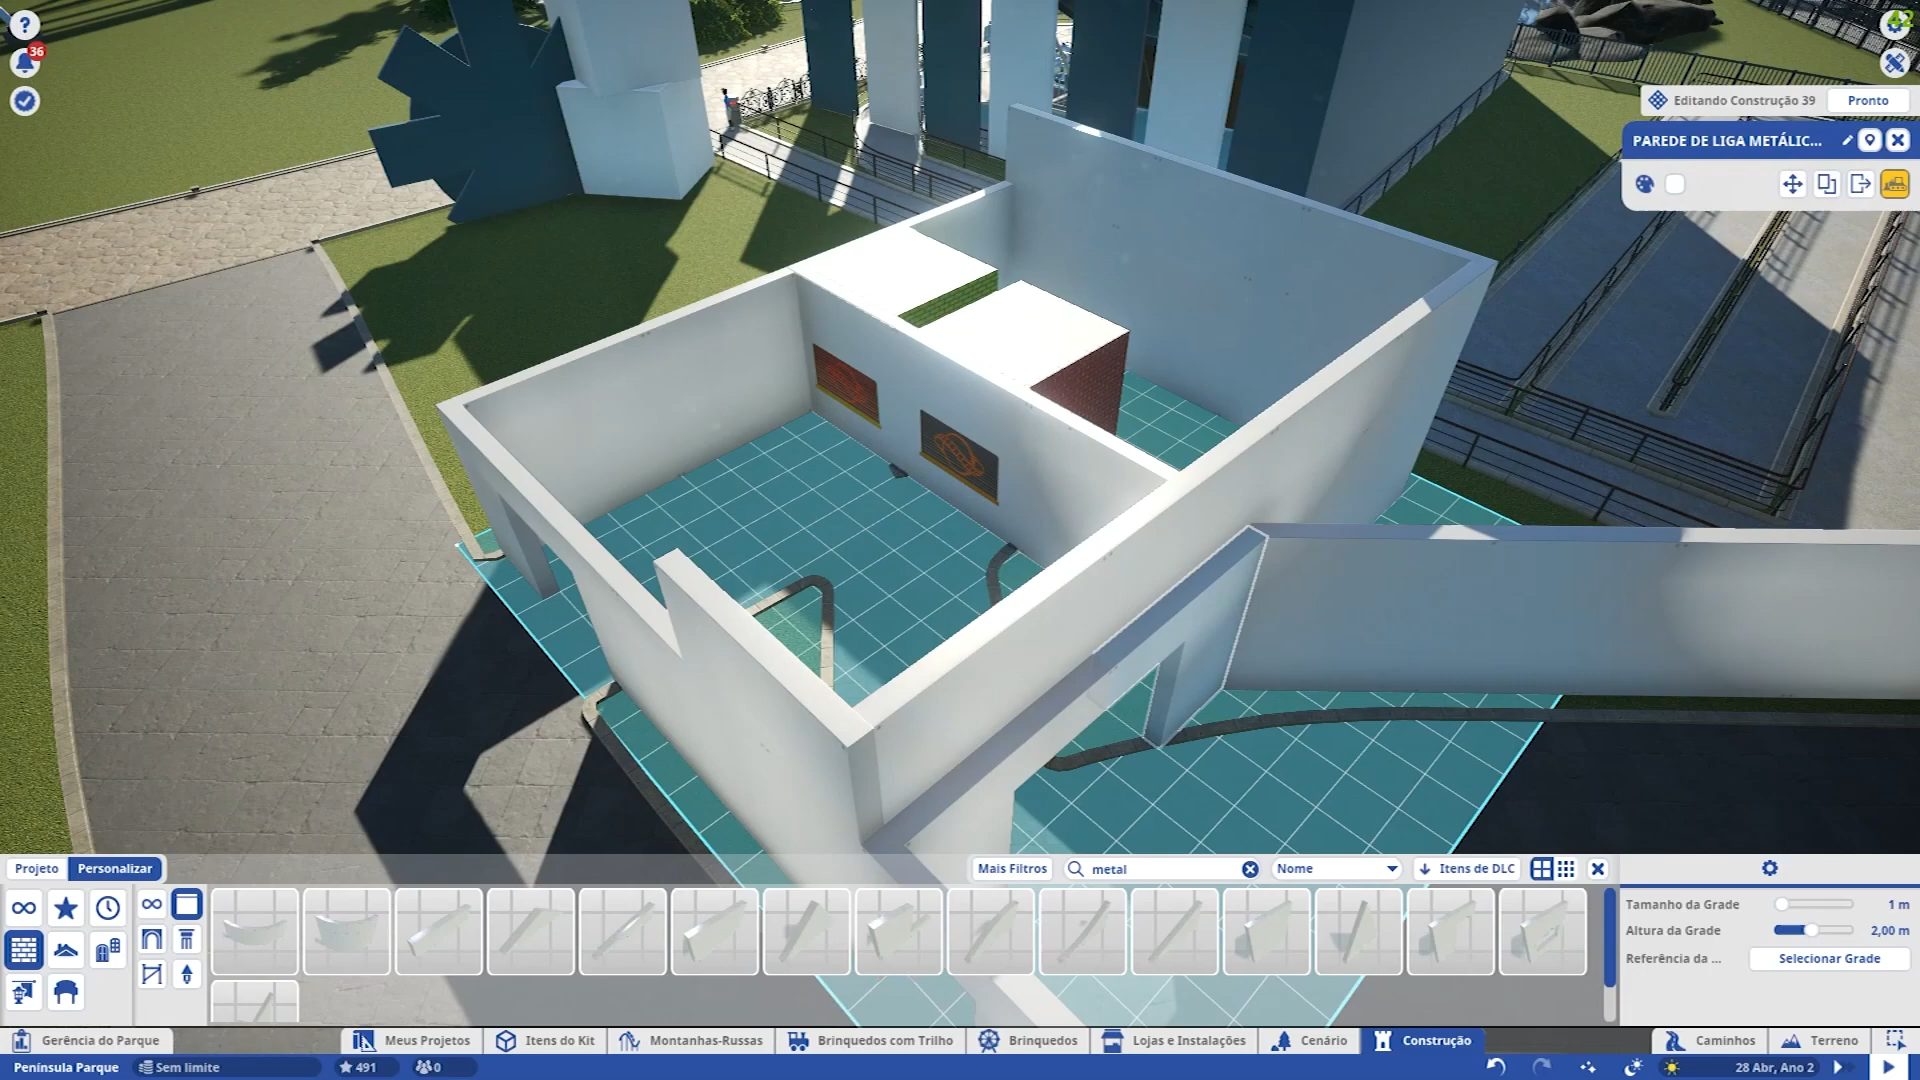 ?
36
42
Editando Construção 39
Pronto
PAREDE DE LIGA METÁLIC...
Projeto
Personalizar
Mais Filtros
metal
Nome
Itens de DLC
Tamanho da Grade
1 m
Altura da Grade
2,00 m
Referência da ...
Selecionar Grade
Gerência do Parque
Meus Projetos
Itens do Kit
Montanhas-Russas
Brinquedos com Trilho
Brinquedos
Lojas e Instalações
Cenário
Construção
Caminhos
Terreno
Península Parque
Sem limite
491
0
28 Abr, Ano 2